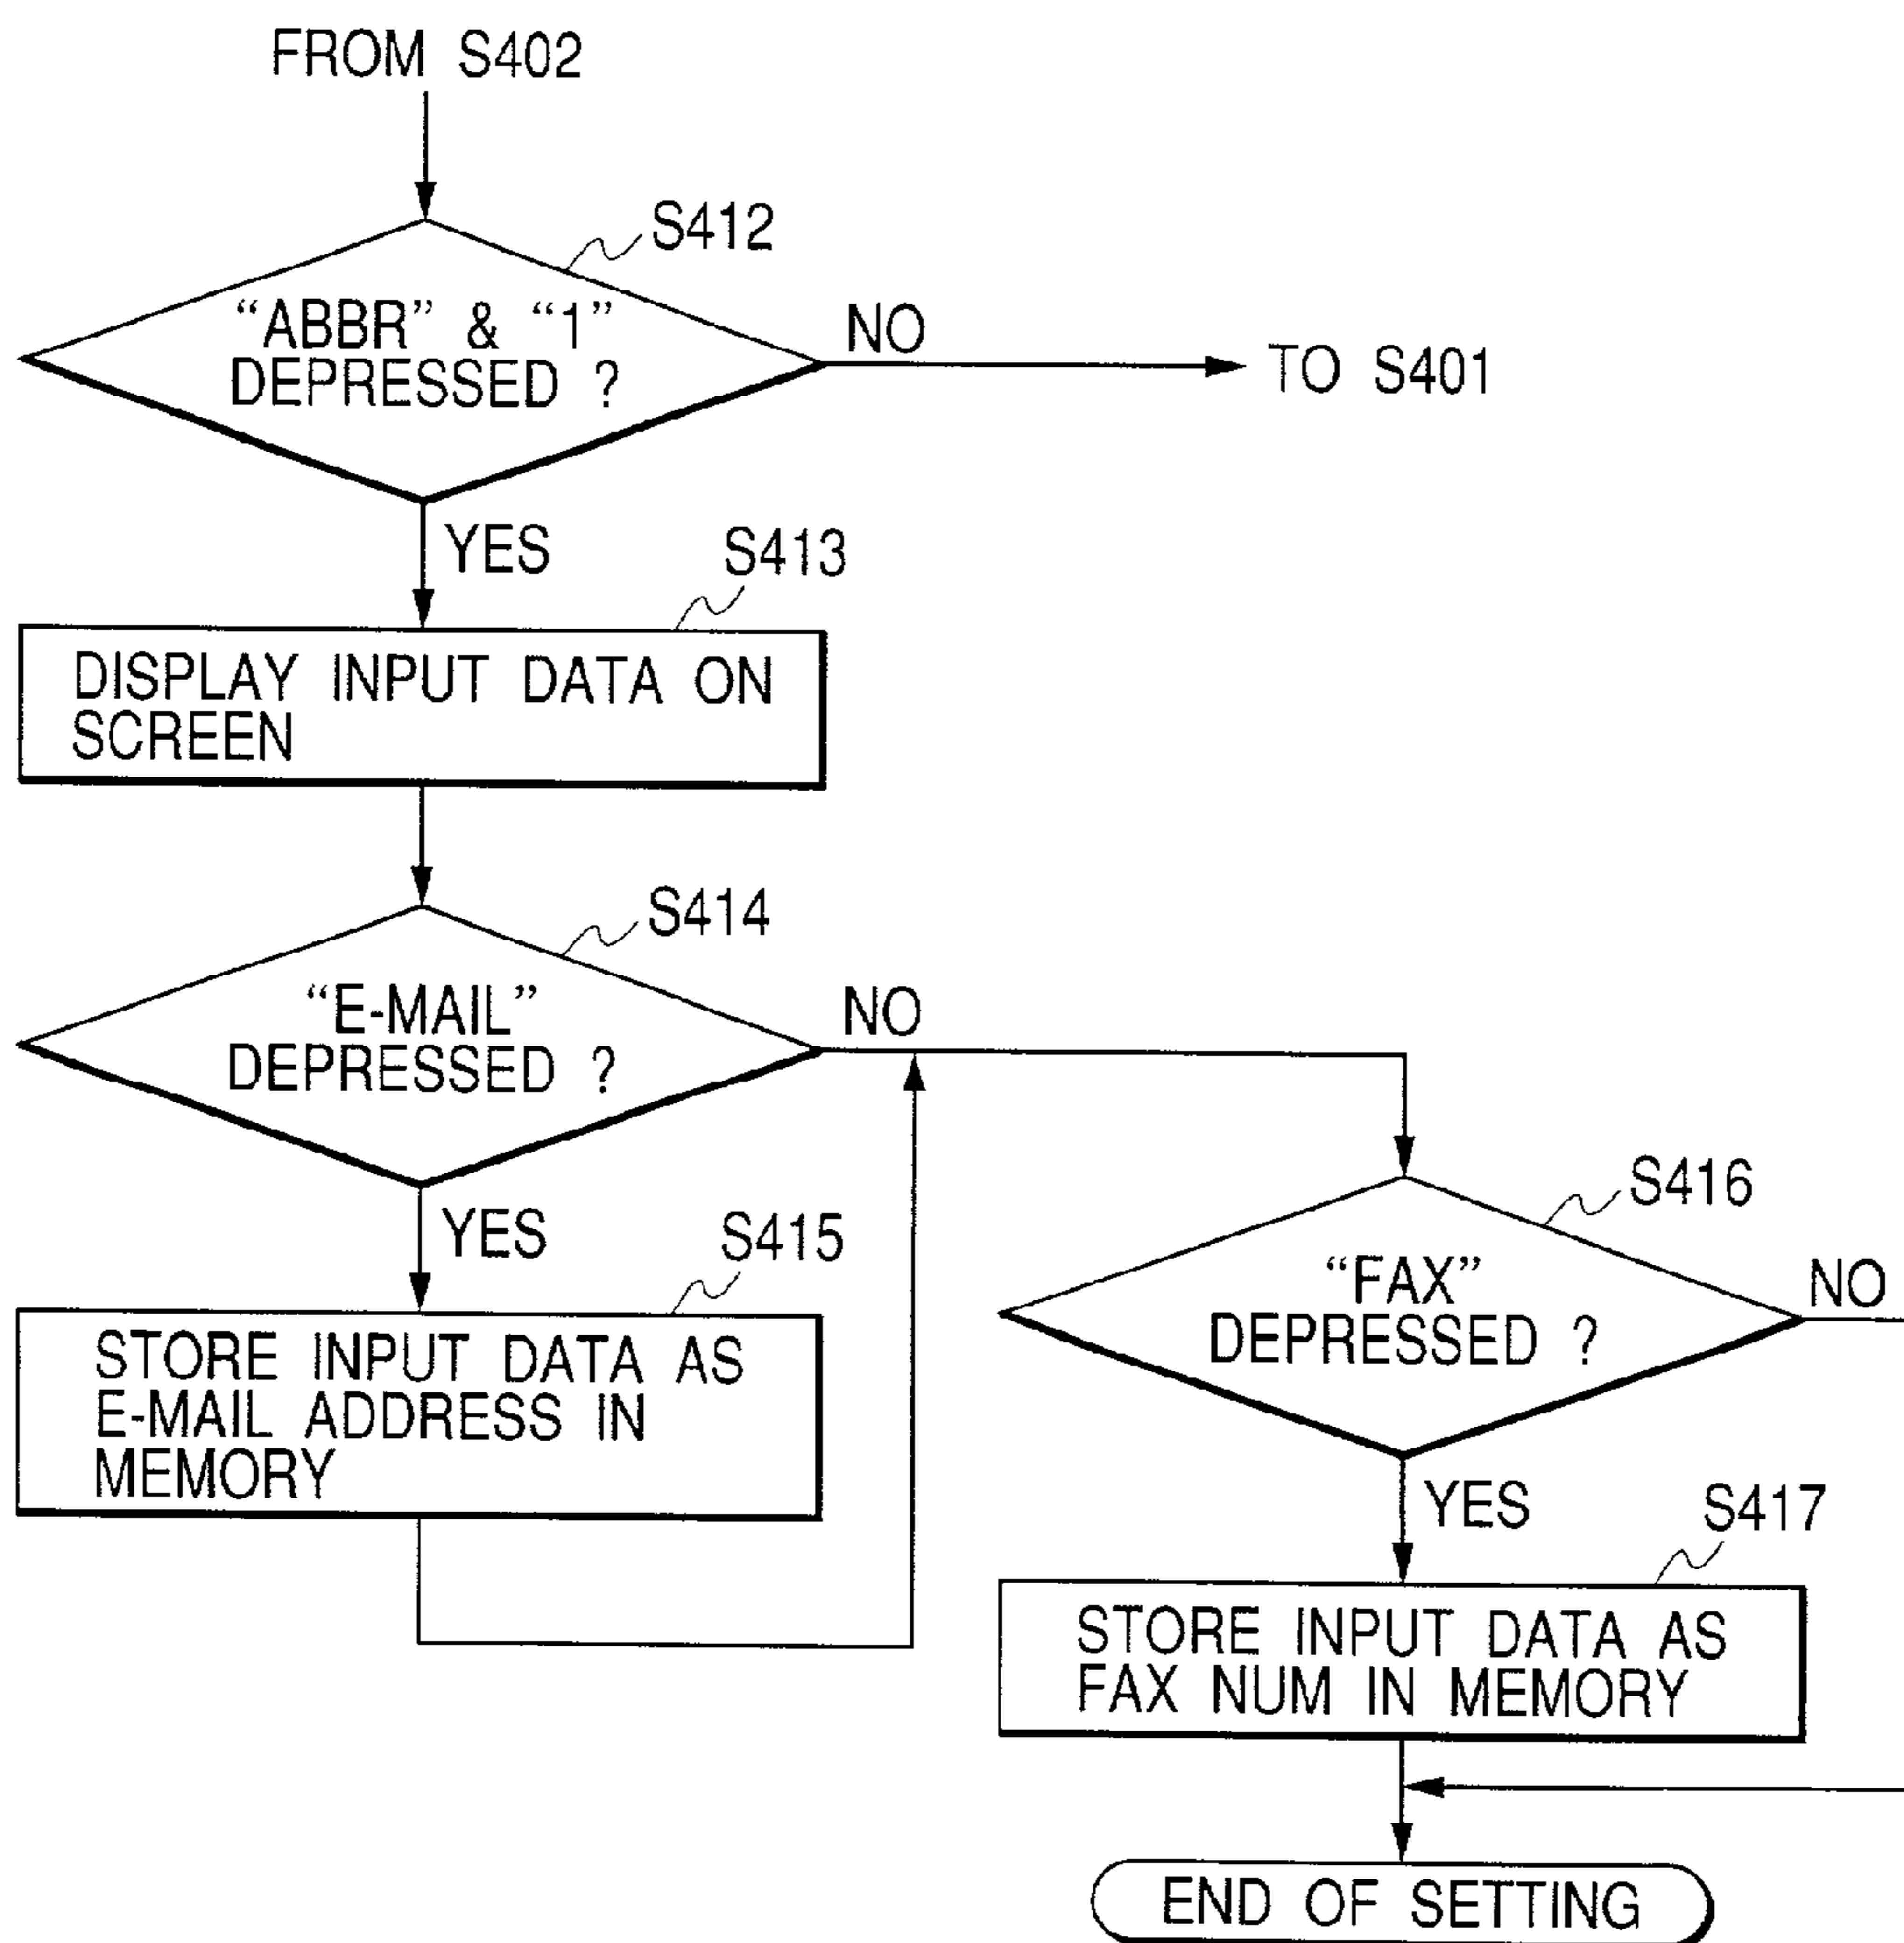 FROM S402
S412
“ABBR” & “1”
DEPRESSED ?
NO
TO S401
YES
S413
DISPLAY INPUT DATA ON
SCREEN
S414
“E-MAIL”
DEPRESSED ?
NO
YES
S415
STORE INPUT DATA AS
E-MAIL ADDRESS IN
MEMORY
S416
“FAX”
DEPRESSED ?
NO
YES
S417
STORE INPUT DATA AS
FAX NUM IN MEMORY
END OF SETTING